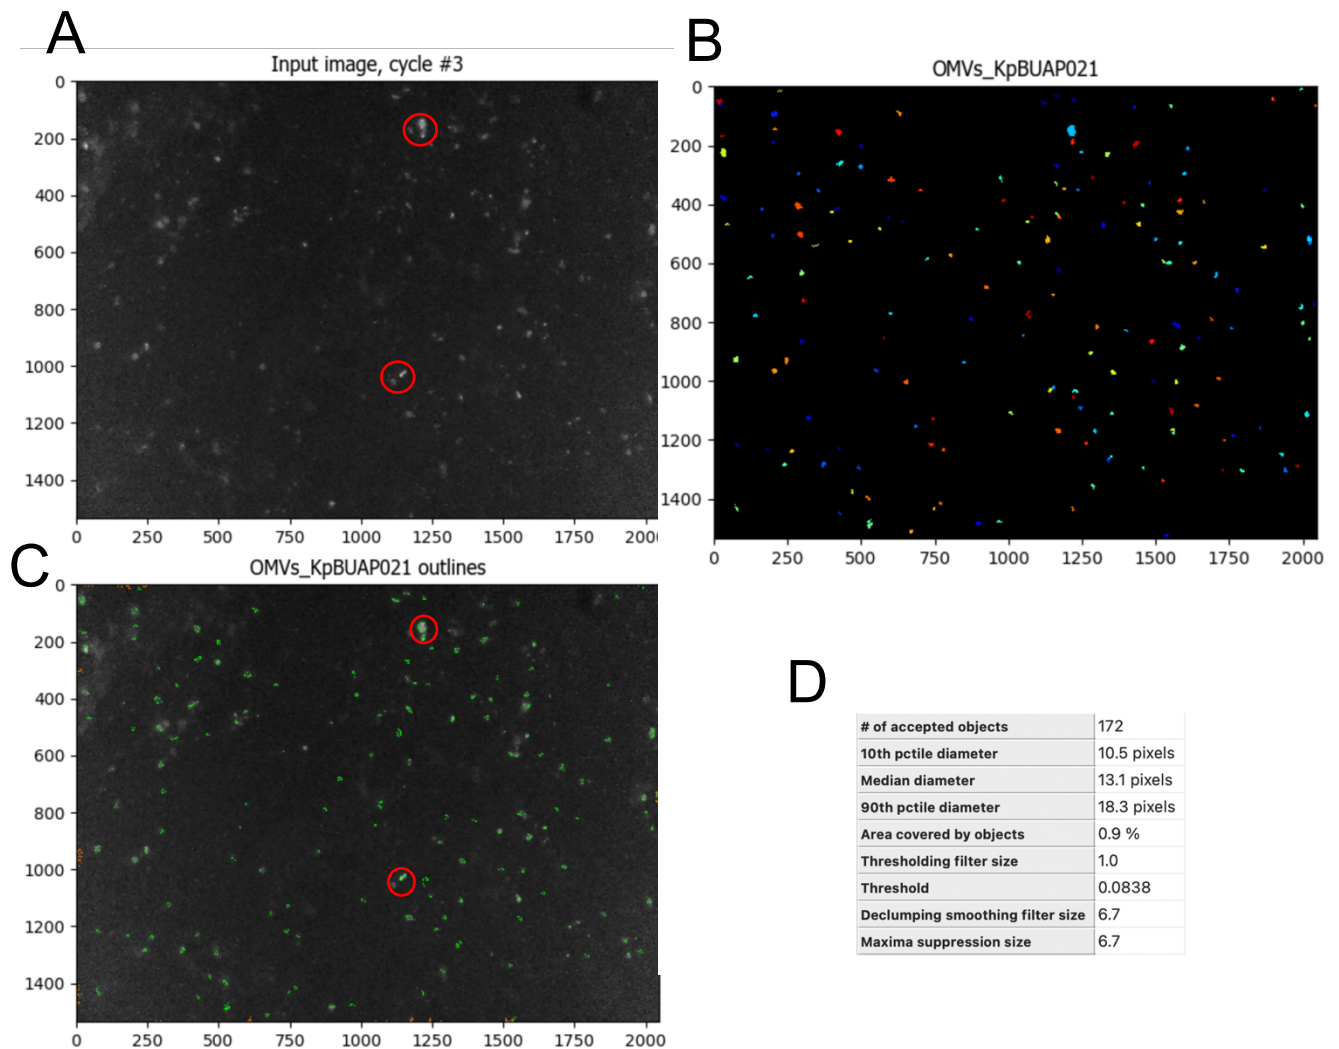 A
Input image, cycle #3
0
200
400
600
800
1000
1200
1400
0 250 500 750 1000 1250 1500 1750 2000
B
OMVs_KpBUAP021
0
200
400
600
800
1000
1200
1400
0 250 500 750 1000 1250 1500 1750 2000
C
OMVs_KpBUAP021 outlines
0
200
400
600
800
1000
1200
1400
0 250 500 750 1000 1250 1500 1750 2000
D
# of accepted objects 172
10th pctile diameter 10.5 pixels
Median diameter 13.1 pixels
90th pctile diameter 18.3 pixels
Area covered by objects 0.9 %
Thresholding filter size 1.0
Threshold 0.0838
Declumping smoothing filter size 6.7
Maxima suppression size 6.7